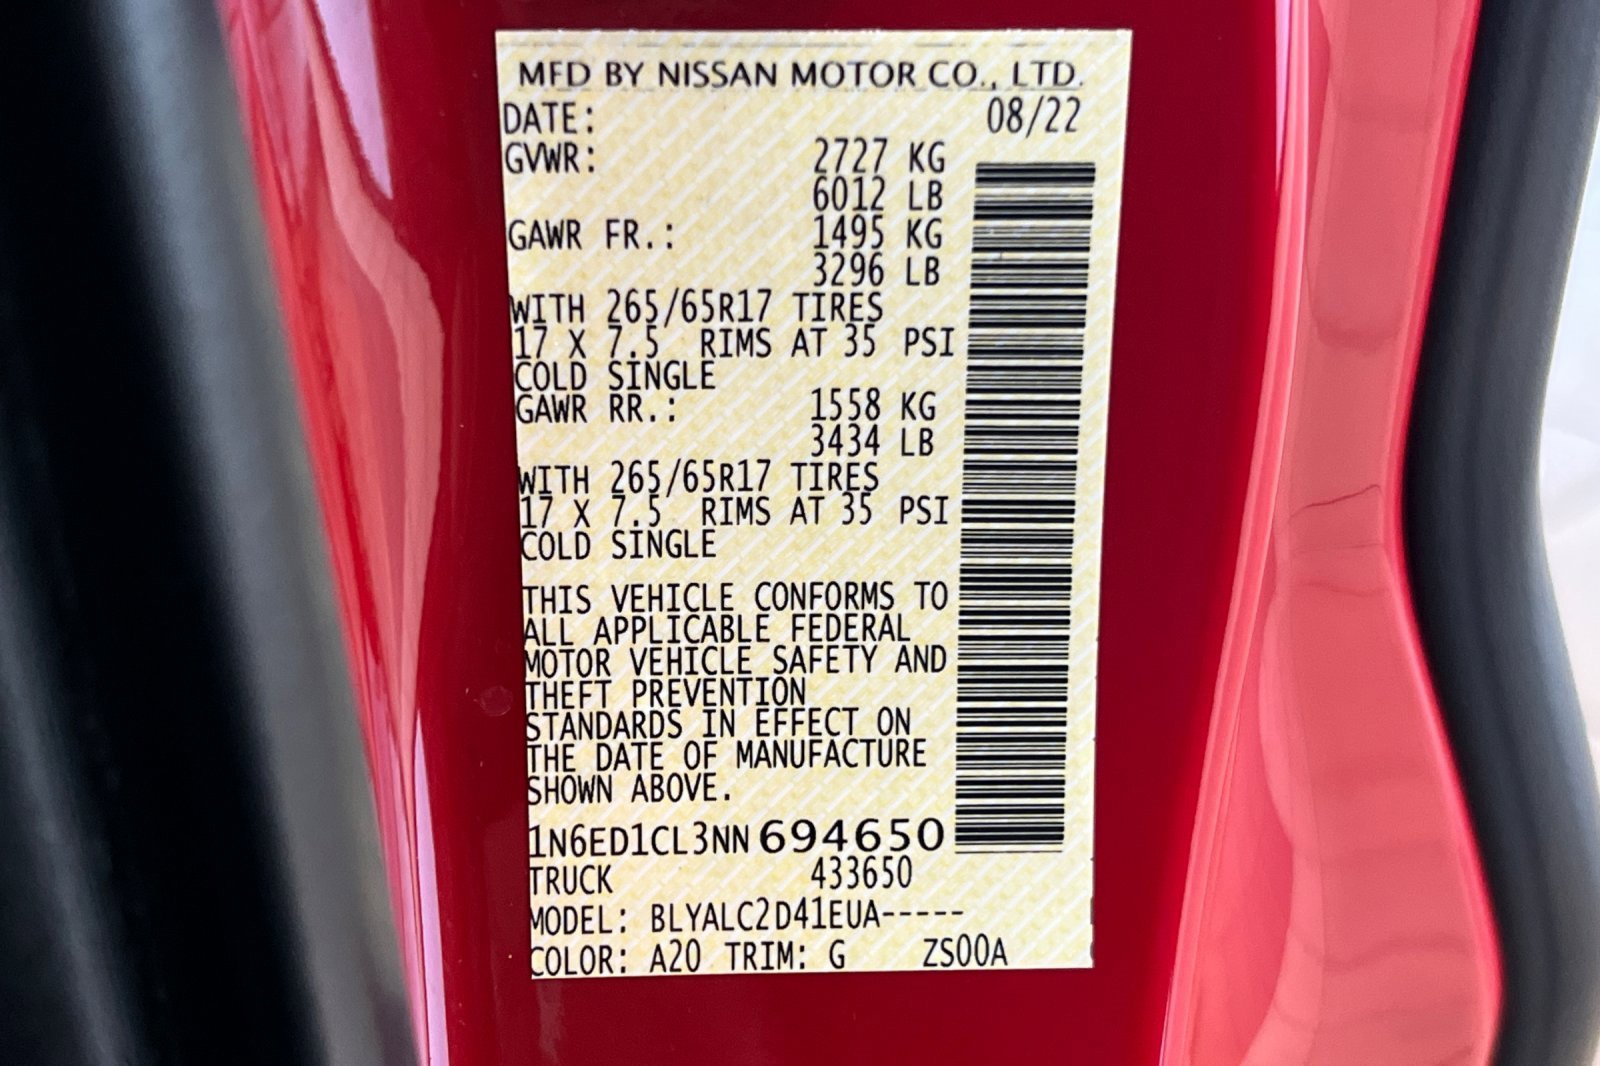 MFD BY NISSAN MOTOR CO., LTD.
DATE: 08/22
GVWR: 2727 KG
6012 LB
GAWR FR.: 1495 KG
3296 LB
WITH 265/65R17 TIRES
17 X 7.5 RIMS AT 35 PSI
COLD SINGLE
GAWR RR.: 1558 KG
3434 LB
WITH 265/65R17 TIRES
17 X 7.5 RIMS AT 35 PSI
COLD SINGLE
THIS VEHICLE CONFORMS TO
ALL APPLICABLE FEDERAL
MOTOR VEHICLE SAFETY AND
THEFT PREVENTION
STANDARDS IN EFFECT ON
THE DATE OF MANUFACTURE
SHOWN ABOVE.
1N6ED1CL3NN694650
TRUCK 433650
MODEL: BLYALC2D41EUA-----
COLOR: A20 TRIM: G ZS00A